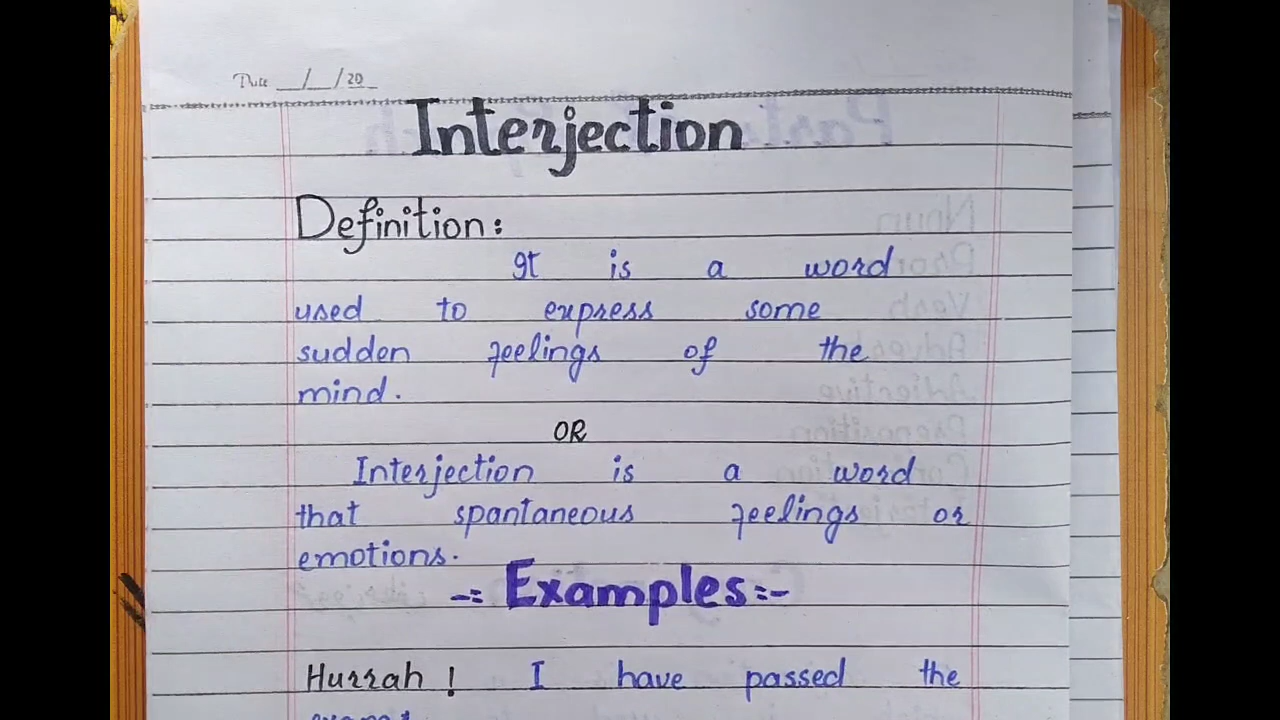 Date __/__/20__
Interjection
Definition:
It is a word
used to express some
sudden feelings of the
mind.
OR
Interjection is a word
that spantaneous feelings or
emotions.
-:Examples:-
Hurrah ! I have passed the